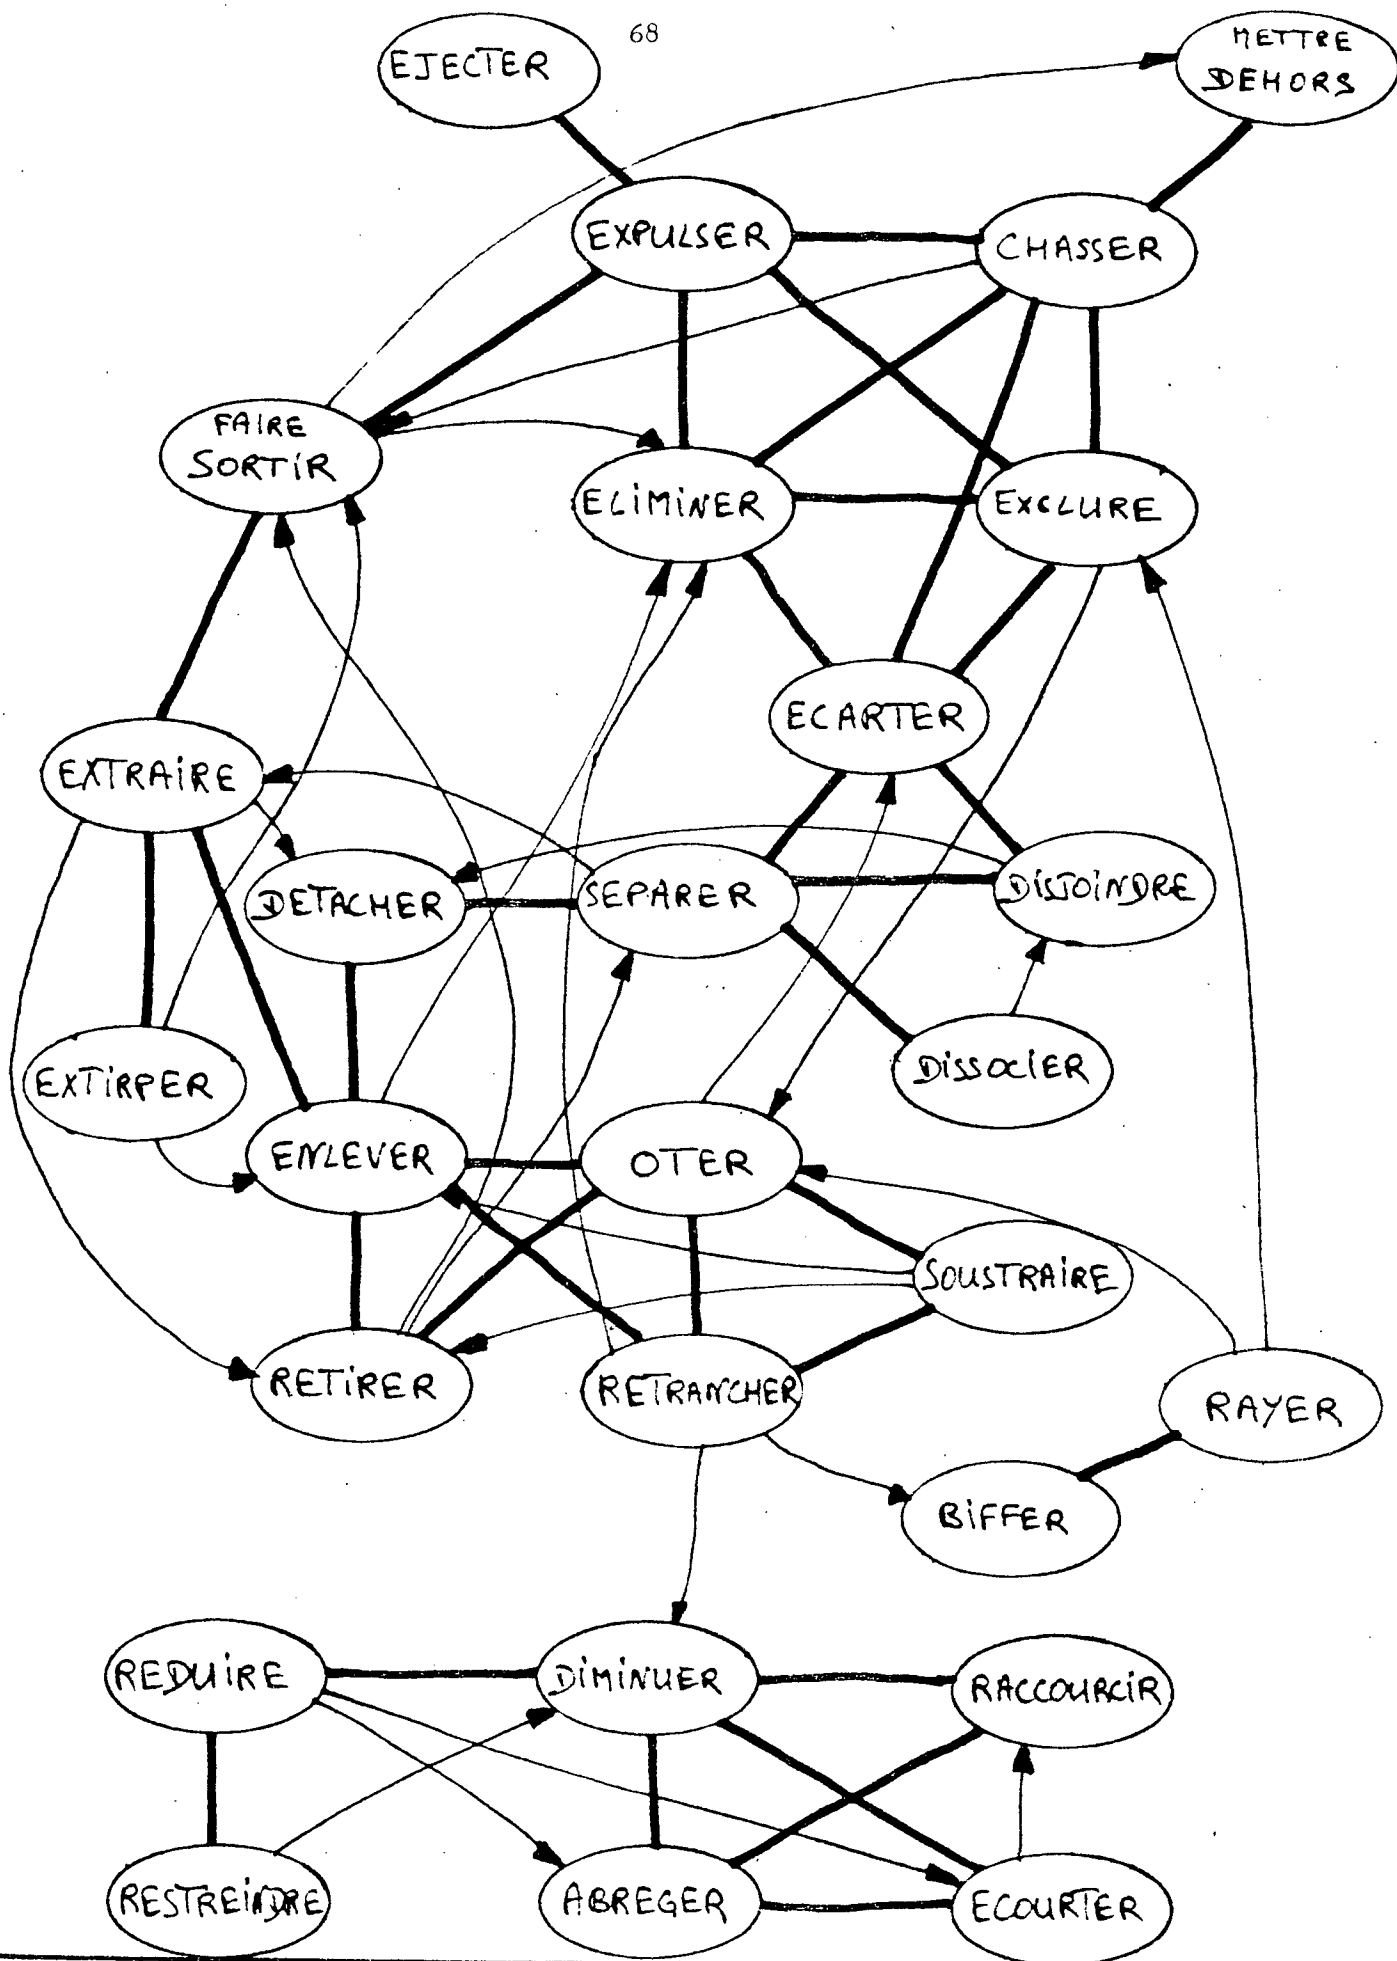 68
EJECTER
METTRE
DEHORS
EXPULSER
CHASSER
FAIRE
SORTiR
ELiMiNER
EXCLURE
ECARTER
EXTRAiRE
DETACHER
SEPARER
DiSJOiNDRE
EXTiRPER
DiSSOCiER
ENLEVER
OTER
SOUSTRAiRE
RETiRER
RETRANCHER
RAYER
BiFFER
REDUiRE
DiMiNUER
RACCOURCiR
RESTREiNDRE
ABREGER
ECOURTER